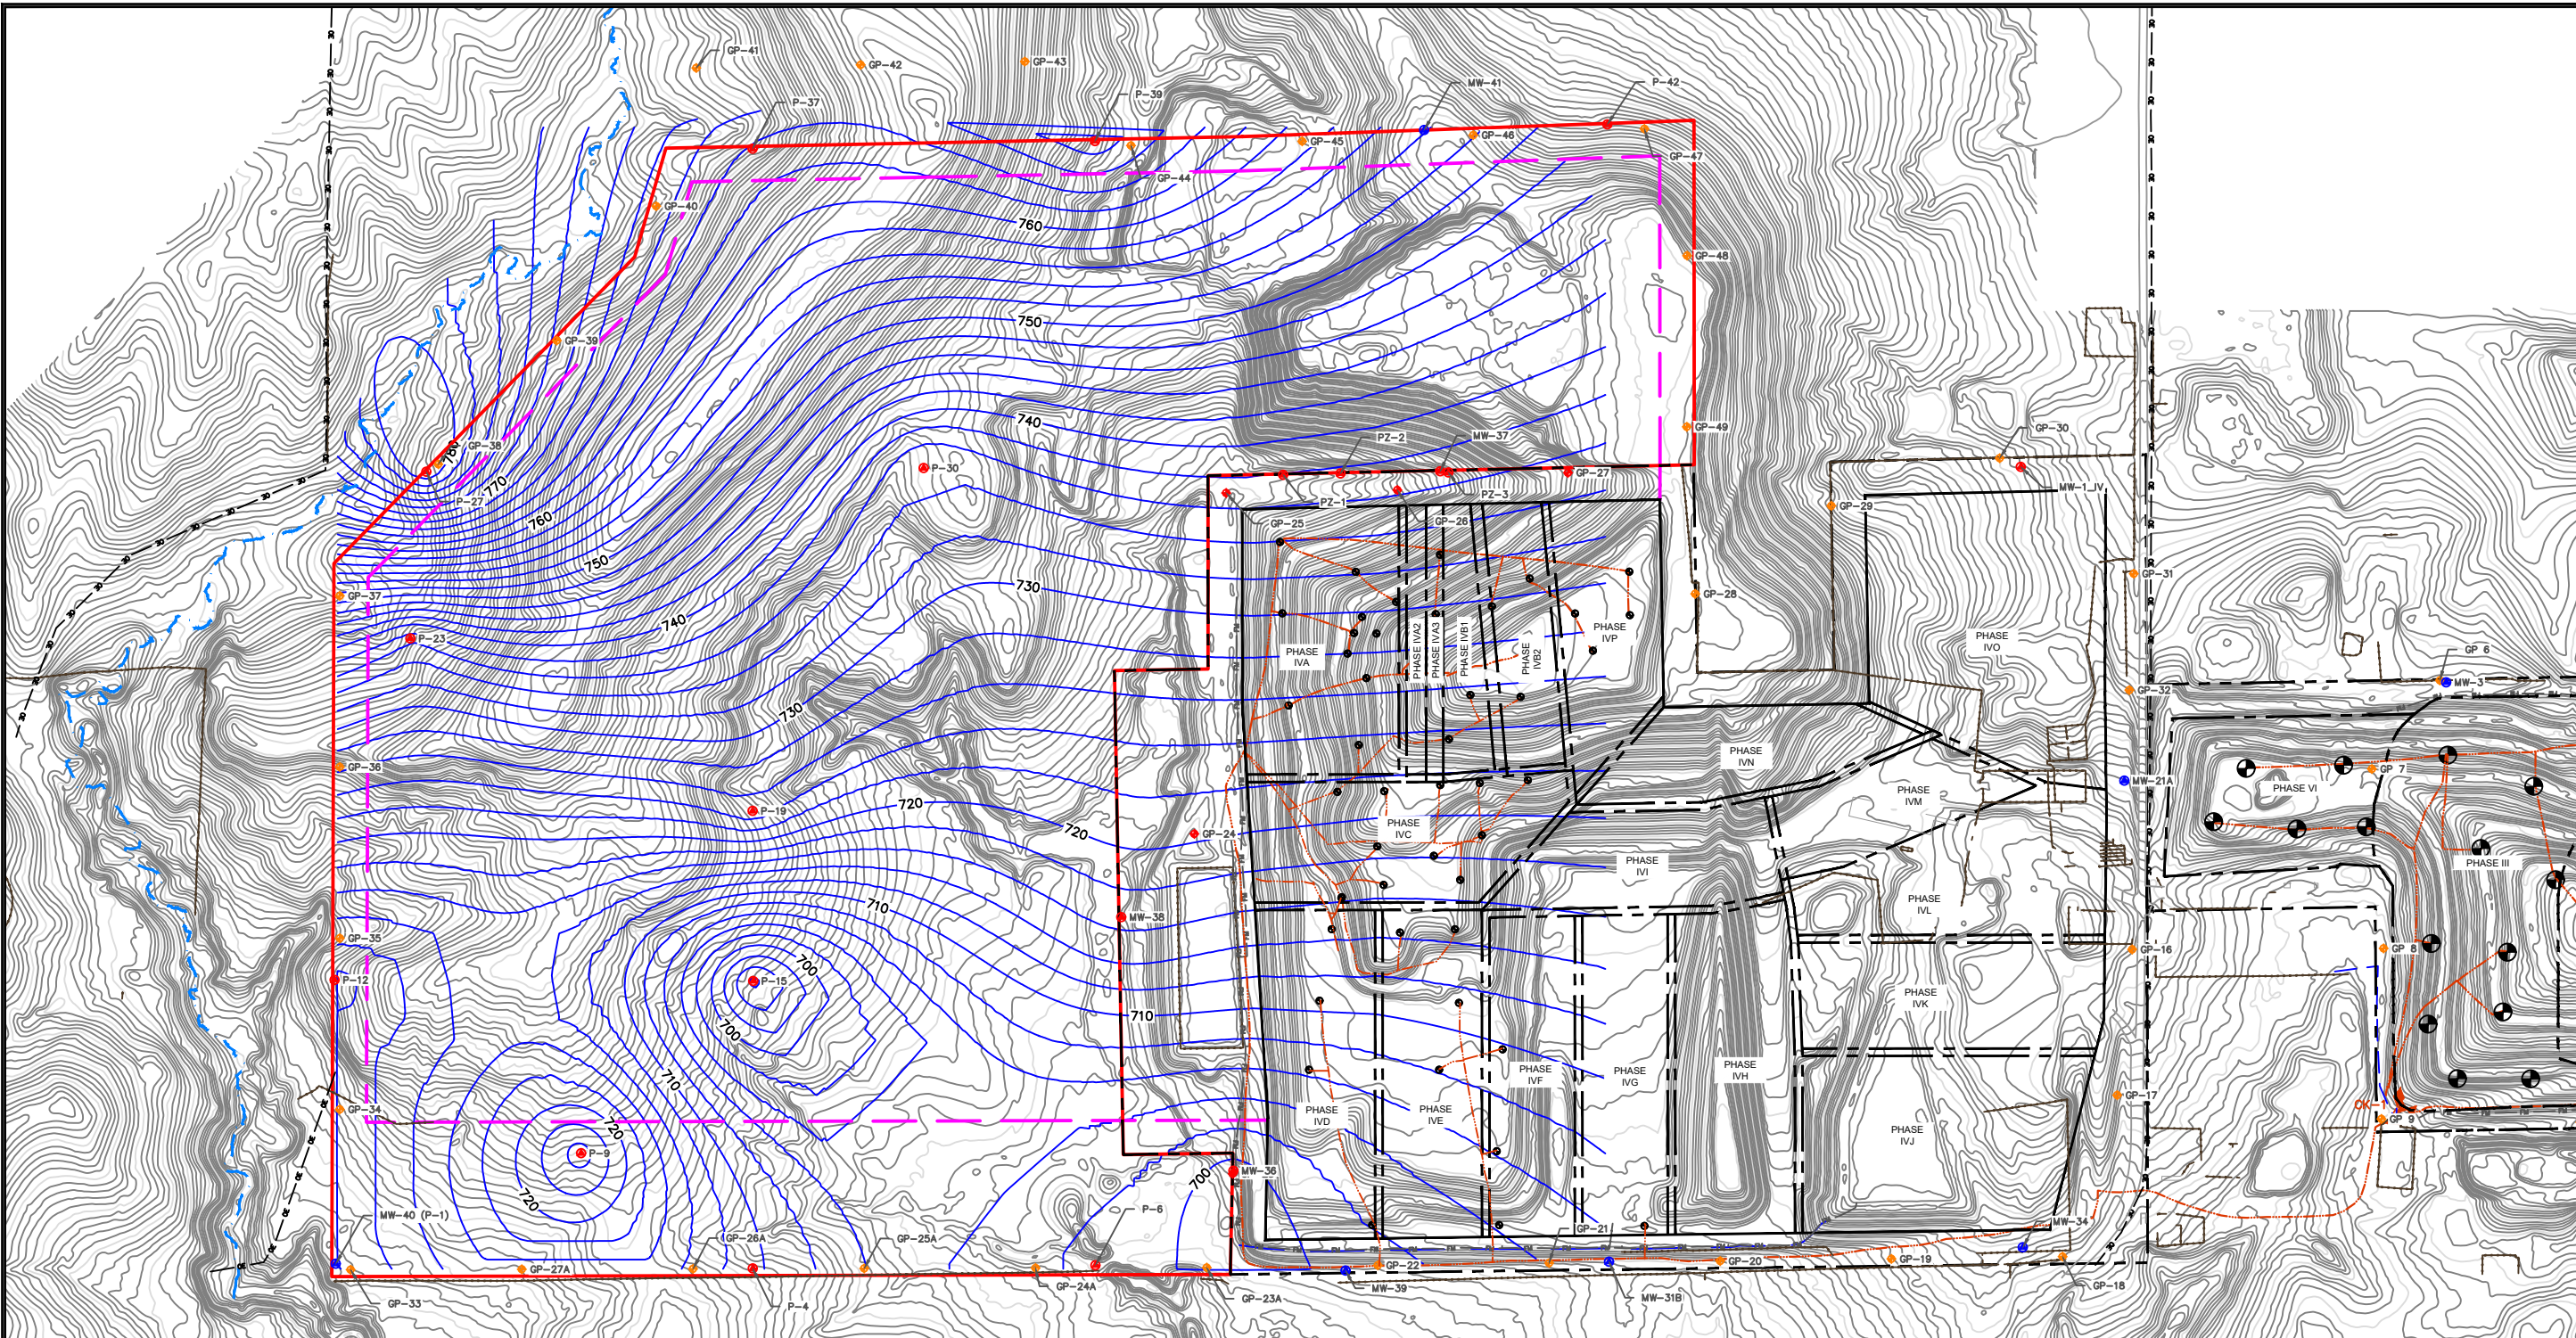 GP-41
GP-42
GP-43
P-37
P-39
MW-41
P-42
GP-45
GP-46
GP-47
GP-44
GP-40
760
GP-48
750
GP-39
740
GP-38
780
P-27
770
760
750
P-30
PZ-2
MW-37
GP-27
GP-49
GP-30
PZ-1
PZ-3
MW-1_IV
GP-25
GP-26
GP-29
GP-37
730
GP-28
GP-31
740
P-23
PHASE
IVA
PHASE IVA2
PHASE IVA3
PHASE IVB1
PHASE
IVB2
PHASE
IVP
PHASE
IVO
GP 6
MW-3
GP-32
730
GP-36
PHASE
IVN
MW-21A
GP 7
PHASE VI
P-19
720
720
GP-24
PHASE
IVC
PHASE
IVM
PHASE
IVI
PHASE III
710
MW-38
PHASE
IVL
GP-35
GP-16
GP 8
P-12
700
P-15
700
710
PHASE
IVK
710
PHASE
IVF
PHASE
IVG
PHASE
IVH
GP-17
GP-34
720
PHASE
IVD
PHASE
IVE
PHASE
IVJ
OK-1
GP 9
P-9
720
700
MW-36
MW-40 (P-1)
P-6
GP-26A
GP-25A
GP-21
MW-34
GP-27A
GP-22
GP-20
GP-19
GP-33
P-4
GP-24A
GP-23A
MW-39
MW-31B
GP-18